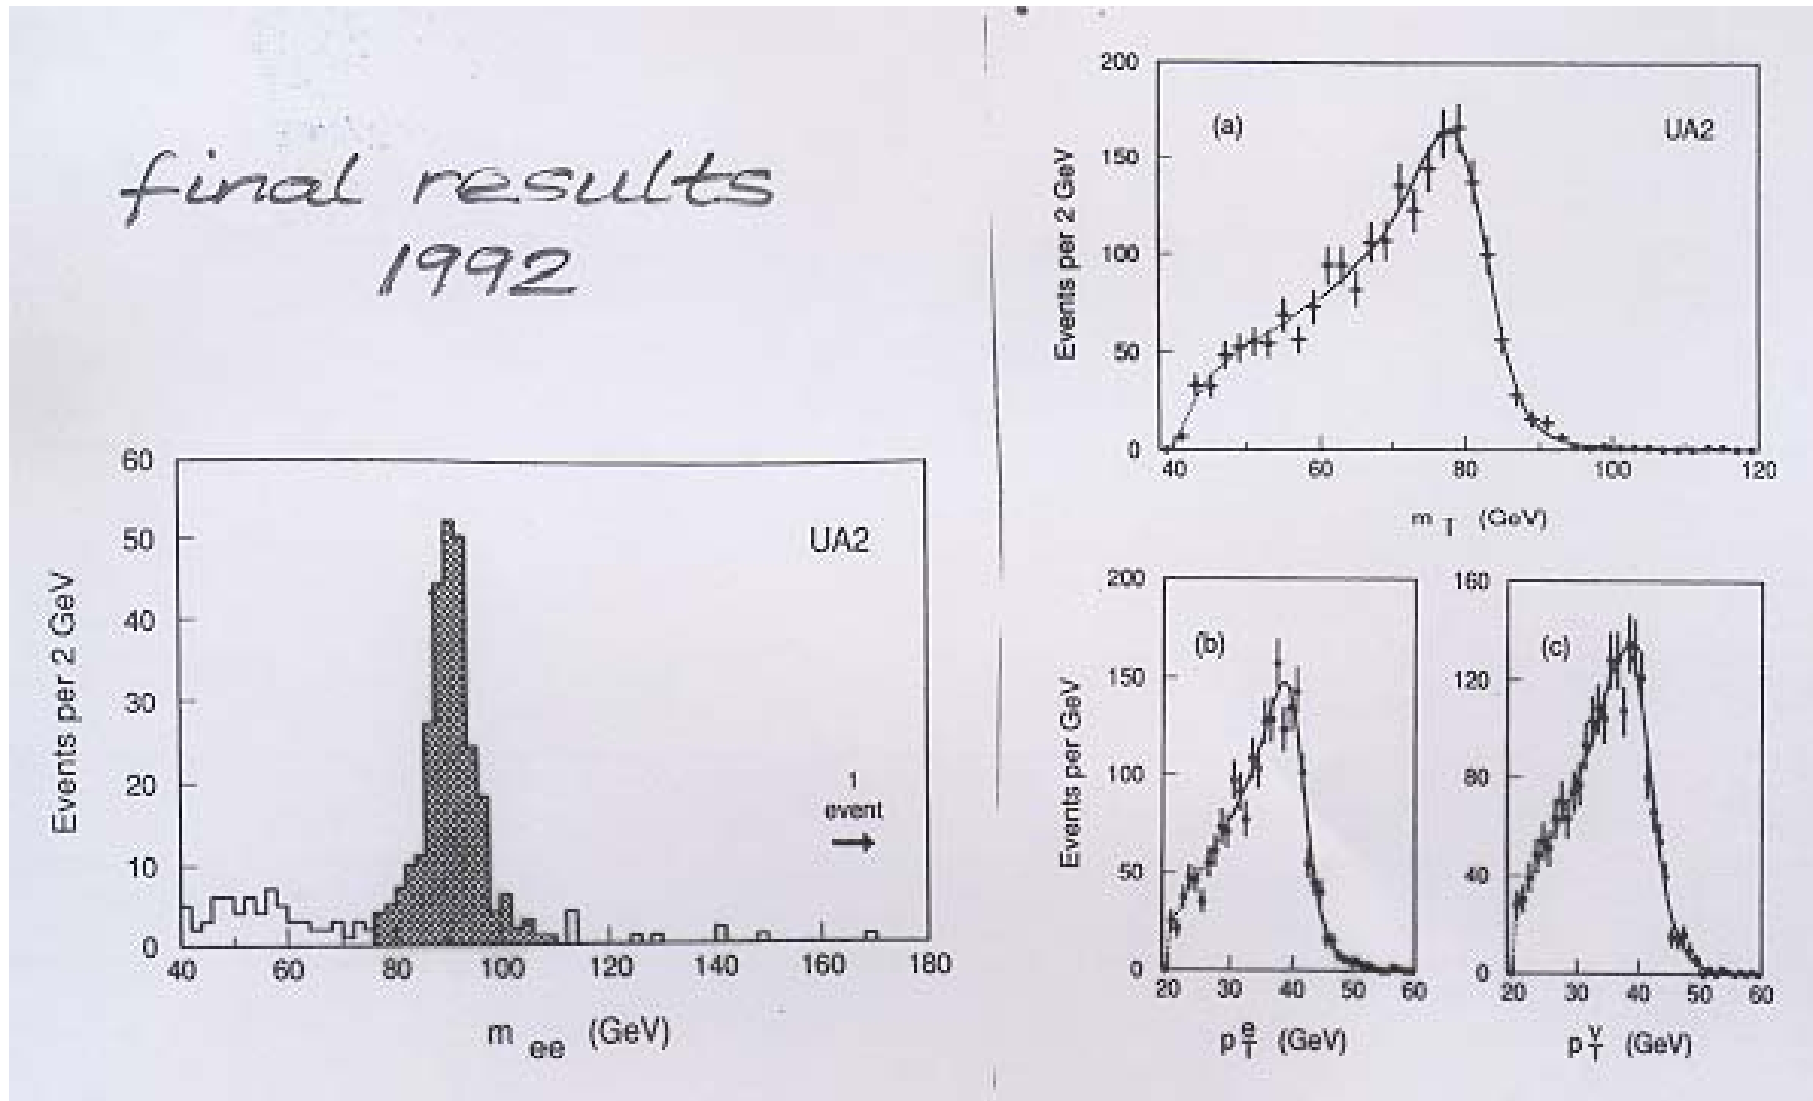 final results
1992
60
50
40
30
20
10
0
Events per 2 GeV
UA2
1
event
40 60 80 100 120 140 160 180
m ee (GeV)
200
150
100
50
0
Events per 2 GeV
(a)
UA2
40 60 80 100 120
m T (GeV)
200
150
100
50
0
Events per GeV
(b)
20 30 40 50 60
p e T (GeV)
160
120
80
40
0
(c)
20 30 40 50 60
p ν T (GeV)